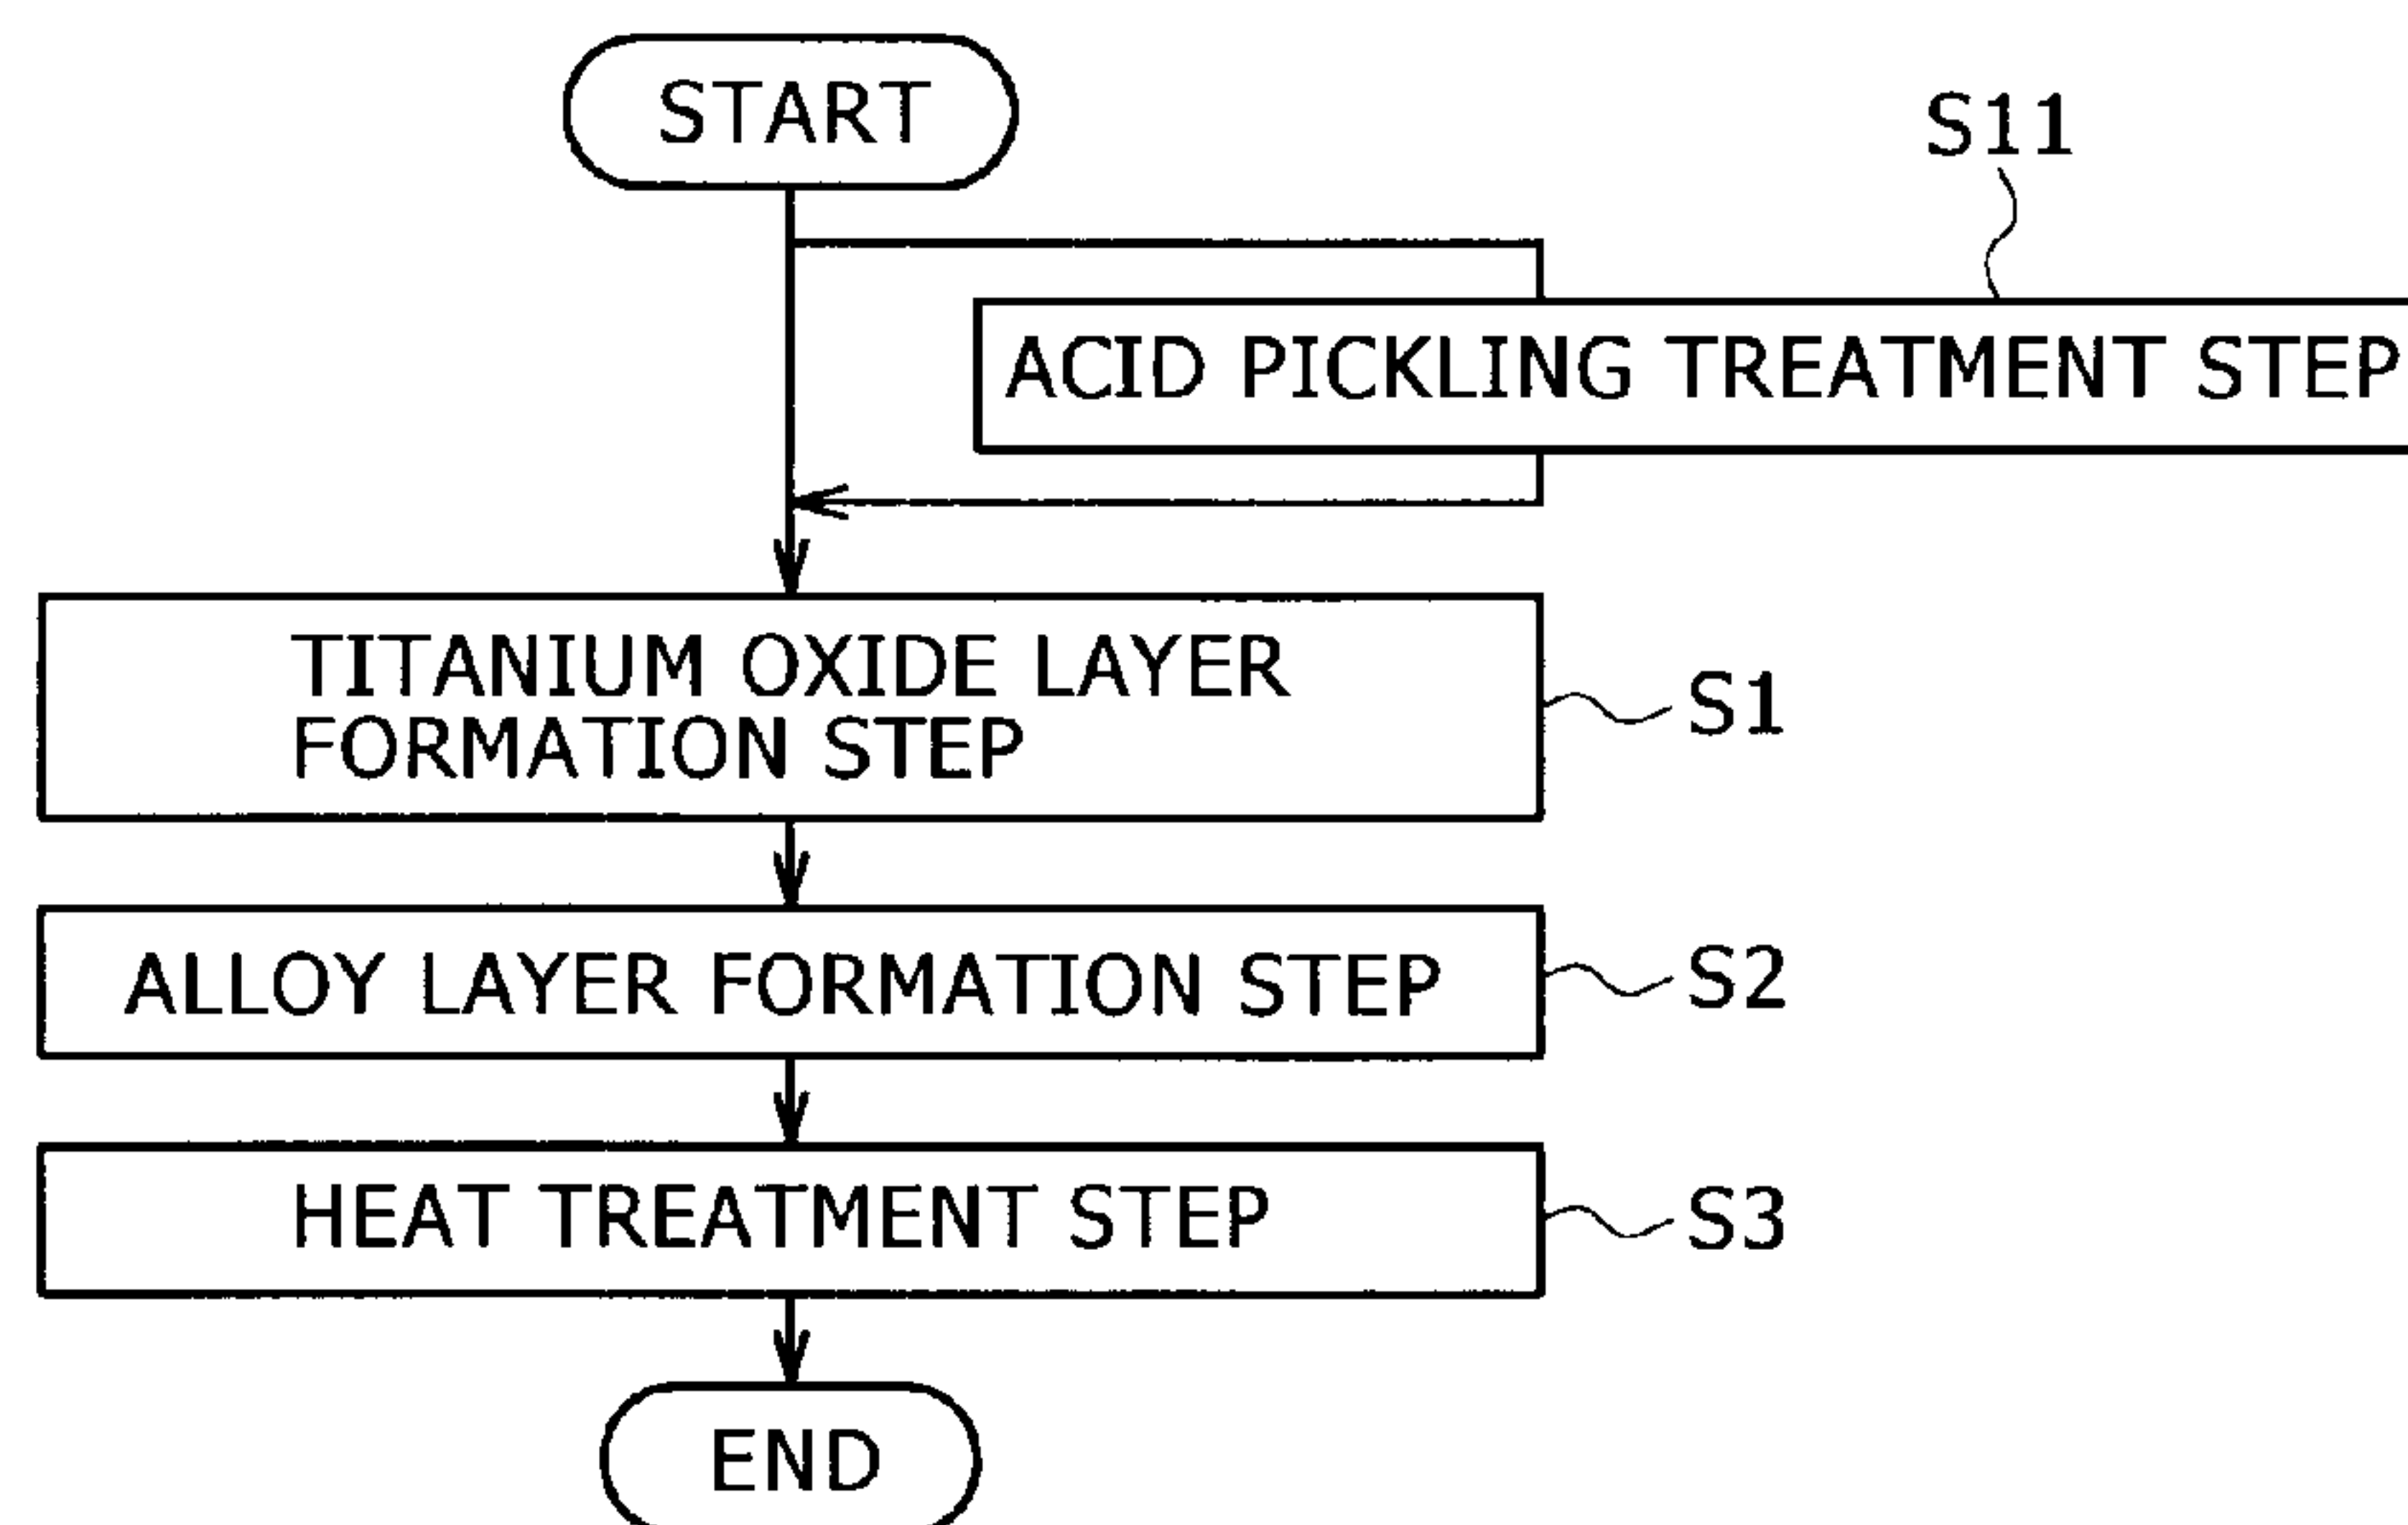 START
S11
ACID PICKLING TREATMENT STEP
TITANIUM OXIDE LAYER
FORMATION STEP
S1
ALLOY LAYER FORMATION STEP
S2
HEAT TREATMENT STEP
S3
END